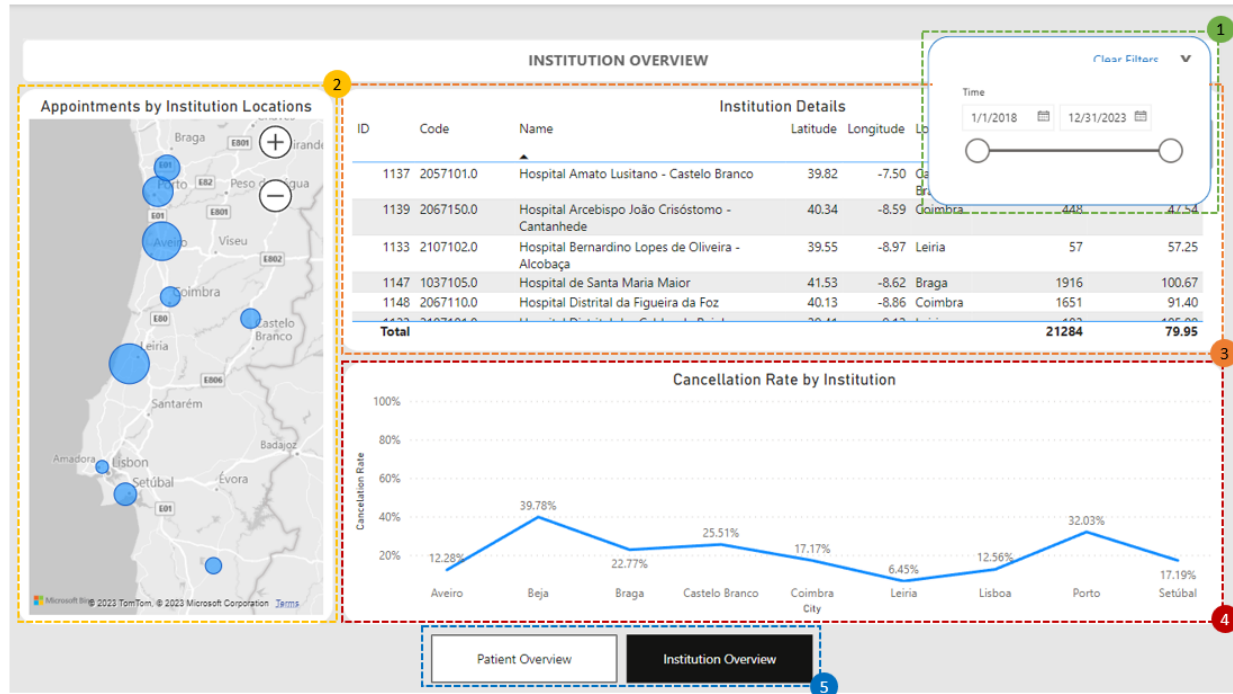 1
INSTITUTION OVERVIEW
Clear Filters
Time
1/1/2018 12/31/2023
2
Appointments by Institution Locations
Braga
E801
E01
Porto
E82
Peso
E01
E801
Aveiro
Viseu
E802
Coimbra
E80
Castelo
Branco
Leiria
E806
Santarém
Badajoz
Amadora
Lisbon
Setúbal
Évora
E01
Microsoft Bing
© 2023 TomTom, © 2023 Microsoft Corporation Terms
Institution Details
ID Code Name Latitude Longitude
1137 2057101.0 Hospital Amato Lusitano - Castelo Branco 39.82 -7.50
1139 2067150.0 Hospital Arcebispo João Crisóstomo - Cantanhede 40.34 -8.59 Coimbra 448 47.54
1133 2107102.0 Hospital Bernardino Lopes de Oliveira - Alcobaça 39.55 -8.97 Leiria 57 57.25
1147 1037105.0 Hospital de Santa Maria Maior 41.53 -8.62 Braga 1916 100.67
1148 2067110.0 Hospital Distrital da Figueira da Foz 40.13 -8.86 Coimbra 1651 91.40
Total 21284 79.95
3
Cancellation Rate by Institution
Cancelation Rate
100%
80%
60%
40%
20%
12.28%
39.78%
22.77%
25.51%
17.17%
6.45%
12.56%
32.03%
17.19%
Aveiro Beja Braga Castelo Branco Coimbra Leiria Lisboa Porto Setúbal
City
4
Patient Overview Institution Overview
5